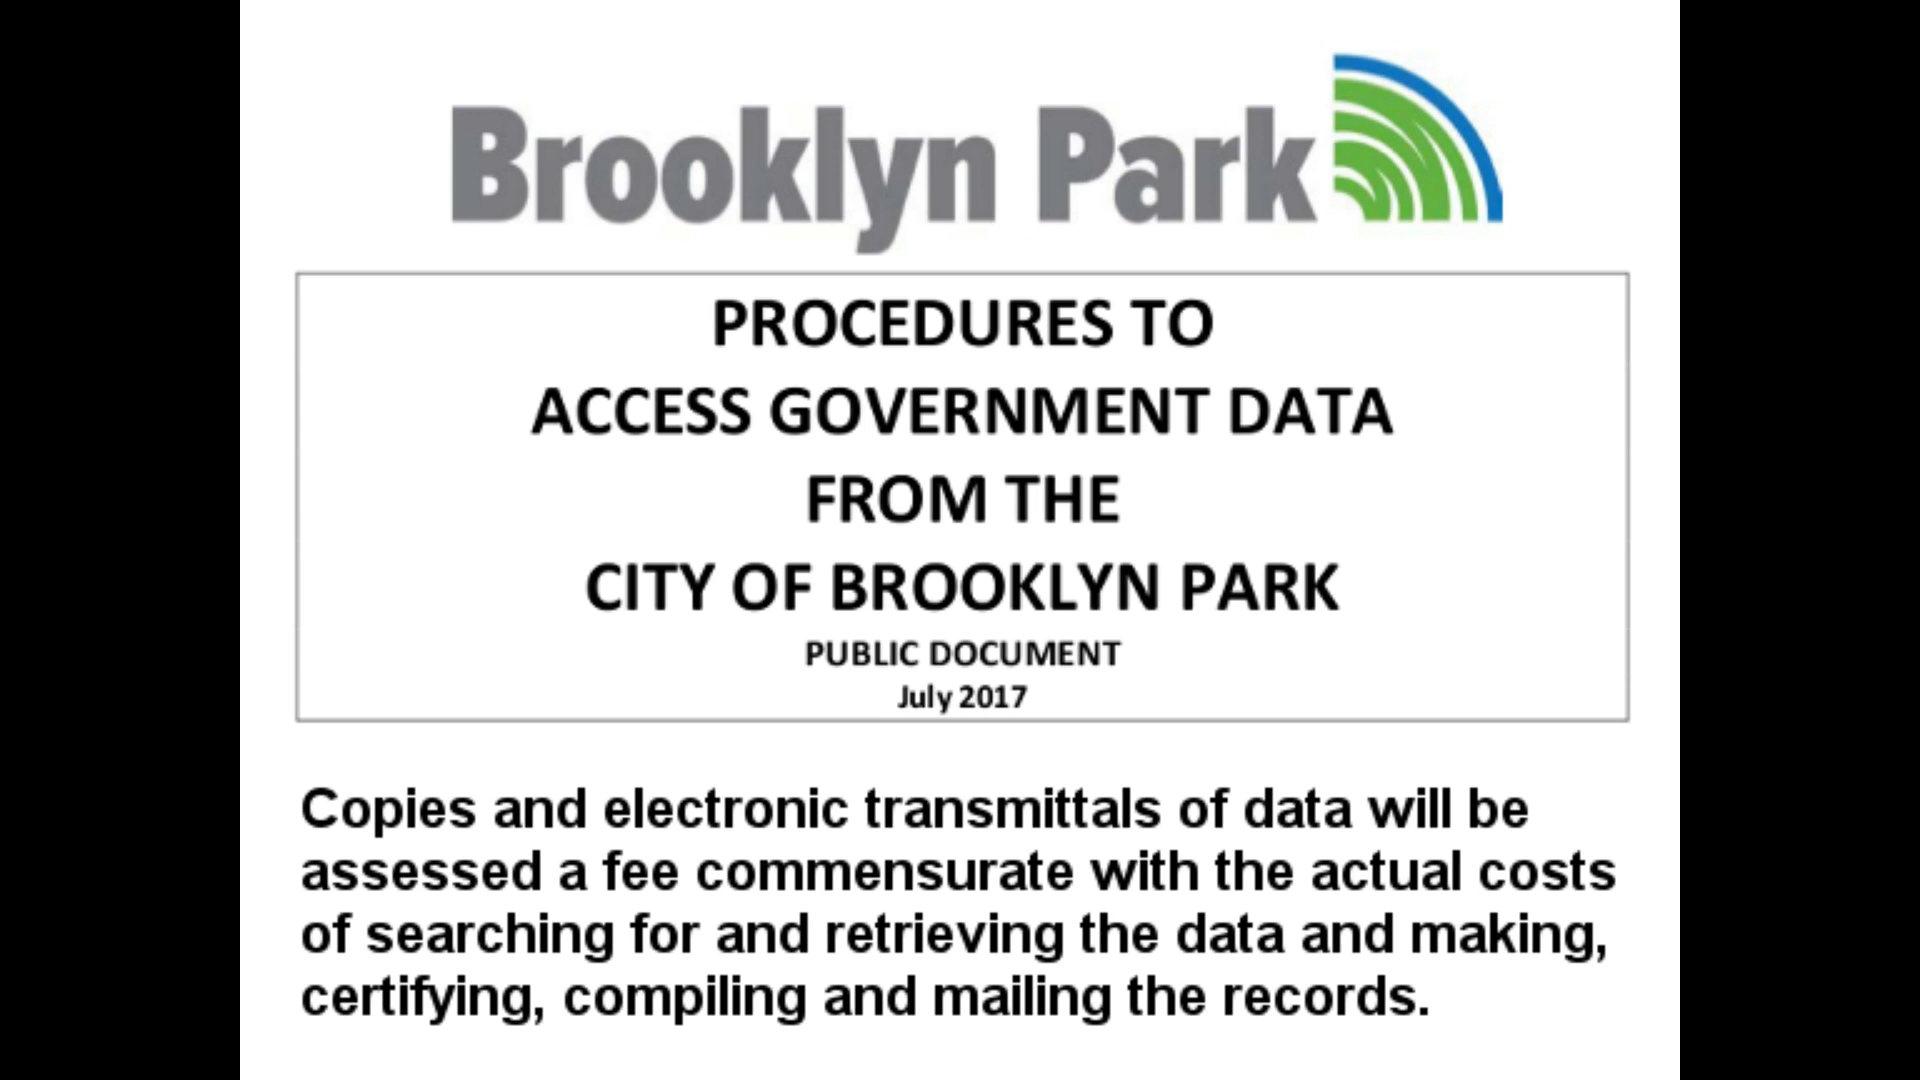 Brooklyn Park
PROCEDURES TO
ACCESS GOVERNMENT DATA
FROM THE
CITY OF BROOKLYN PARK
PUBLIC DOCUMENT
July 2017
Copies and electronic transmittals of data will be
assessed a fee commensurate with the actual costs
of searching for and retrieving the data and making,
certifying, compiling and mailing the records.